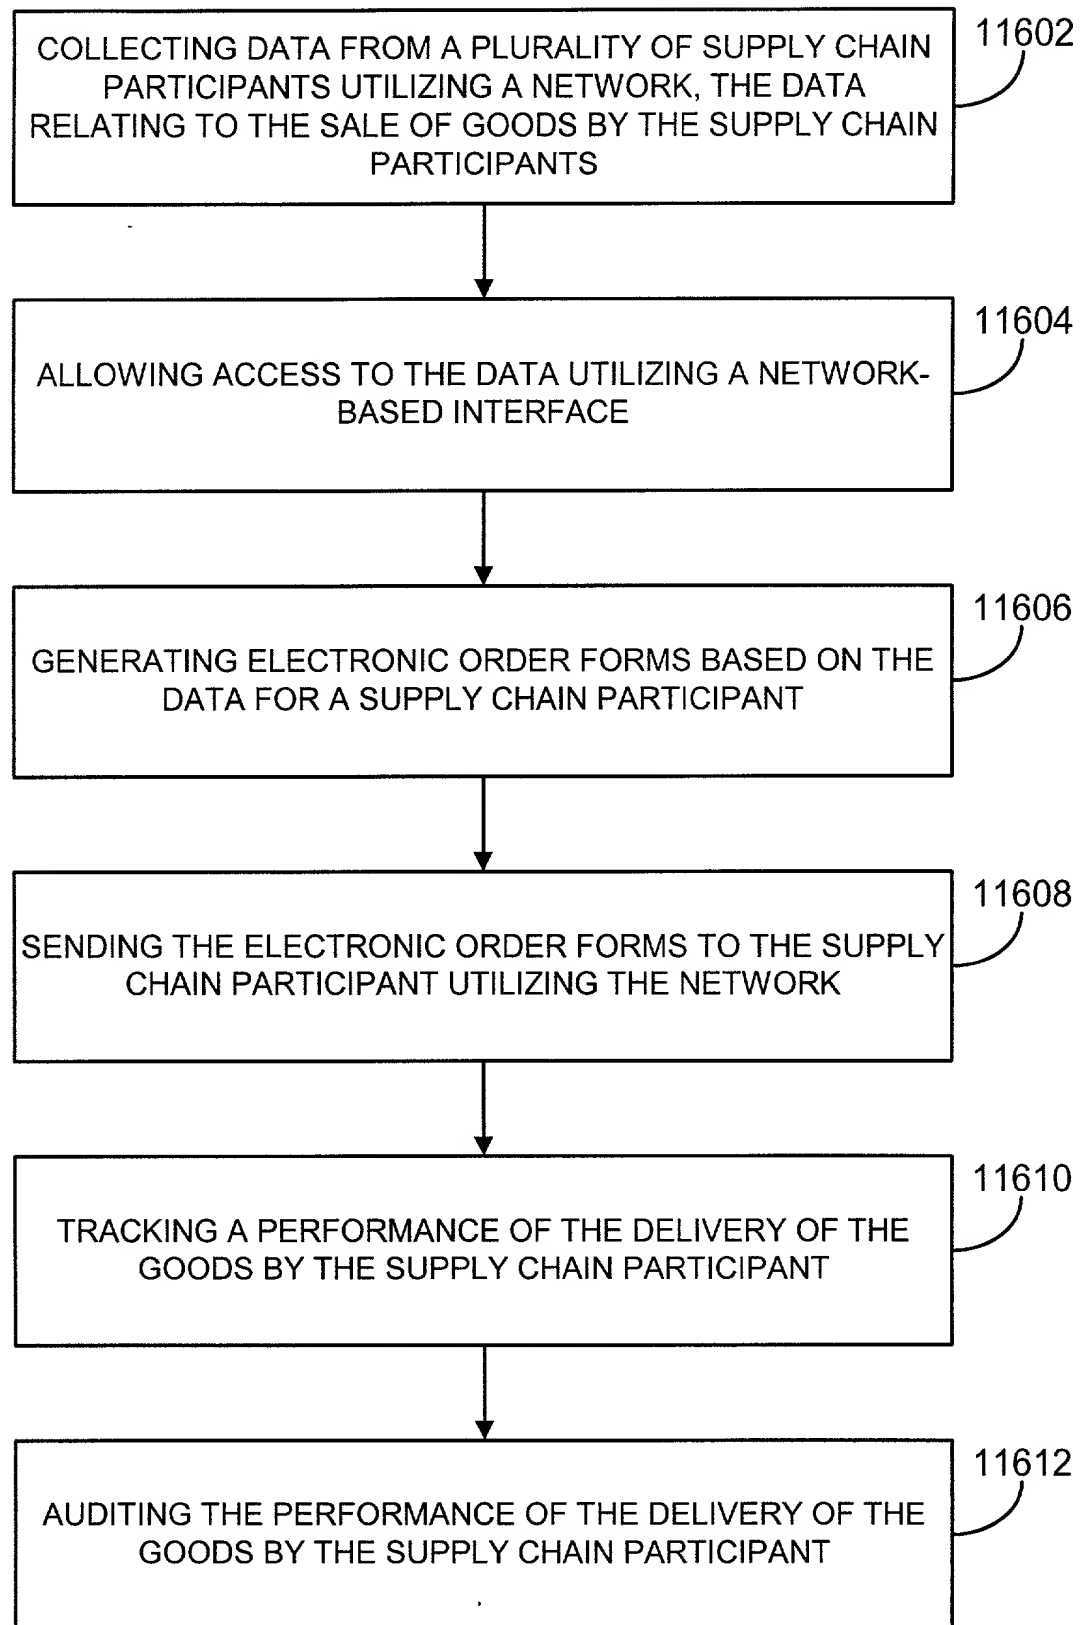 11602
COLLECTING DATA FROM A PLURALITY OF SUPPLY CHAIN
PARTICIPANTS UTILIZING A NETWORK, THE DATA
RELATING TO THE SALE OF GOODS BY THE SUPPLY CHAIN
PARTICIPANTS
11604
ALLOWING ACCESS TO THE DATA UTILIZING A NETWORK-
BASED INTERFACE
11606
GENERATING ELECTRONIC ORDER FORMS BASED ON THE
DATA FOR A SUPPLY CHAIN PARTICIPANT
11608
SENDING THE ELECTRONIC ORDER FORMS TO THE SUPPLY
CHAIN PARTICIPANT UTILIZING THE NETWORK
11610
TRACKING A PERFORMANCE OF THE DELIVERY OF THE
GOODS BY THE SUPPLY CHAIN PARTICIPANT
11612
AUDITING THE PERFORMANCE OF THE DELIVERY OF THE
GOODS BY THE SUPPLY CHAIN PARTICIPANT